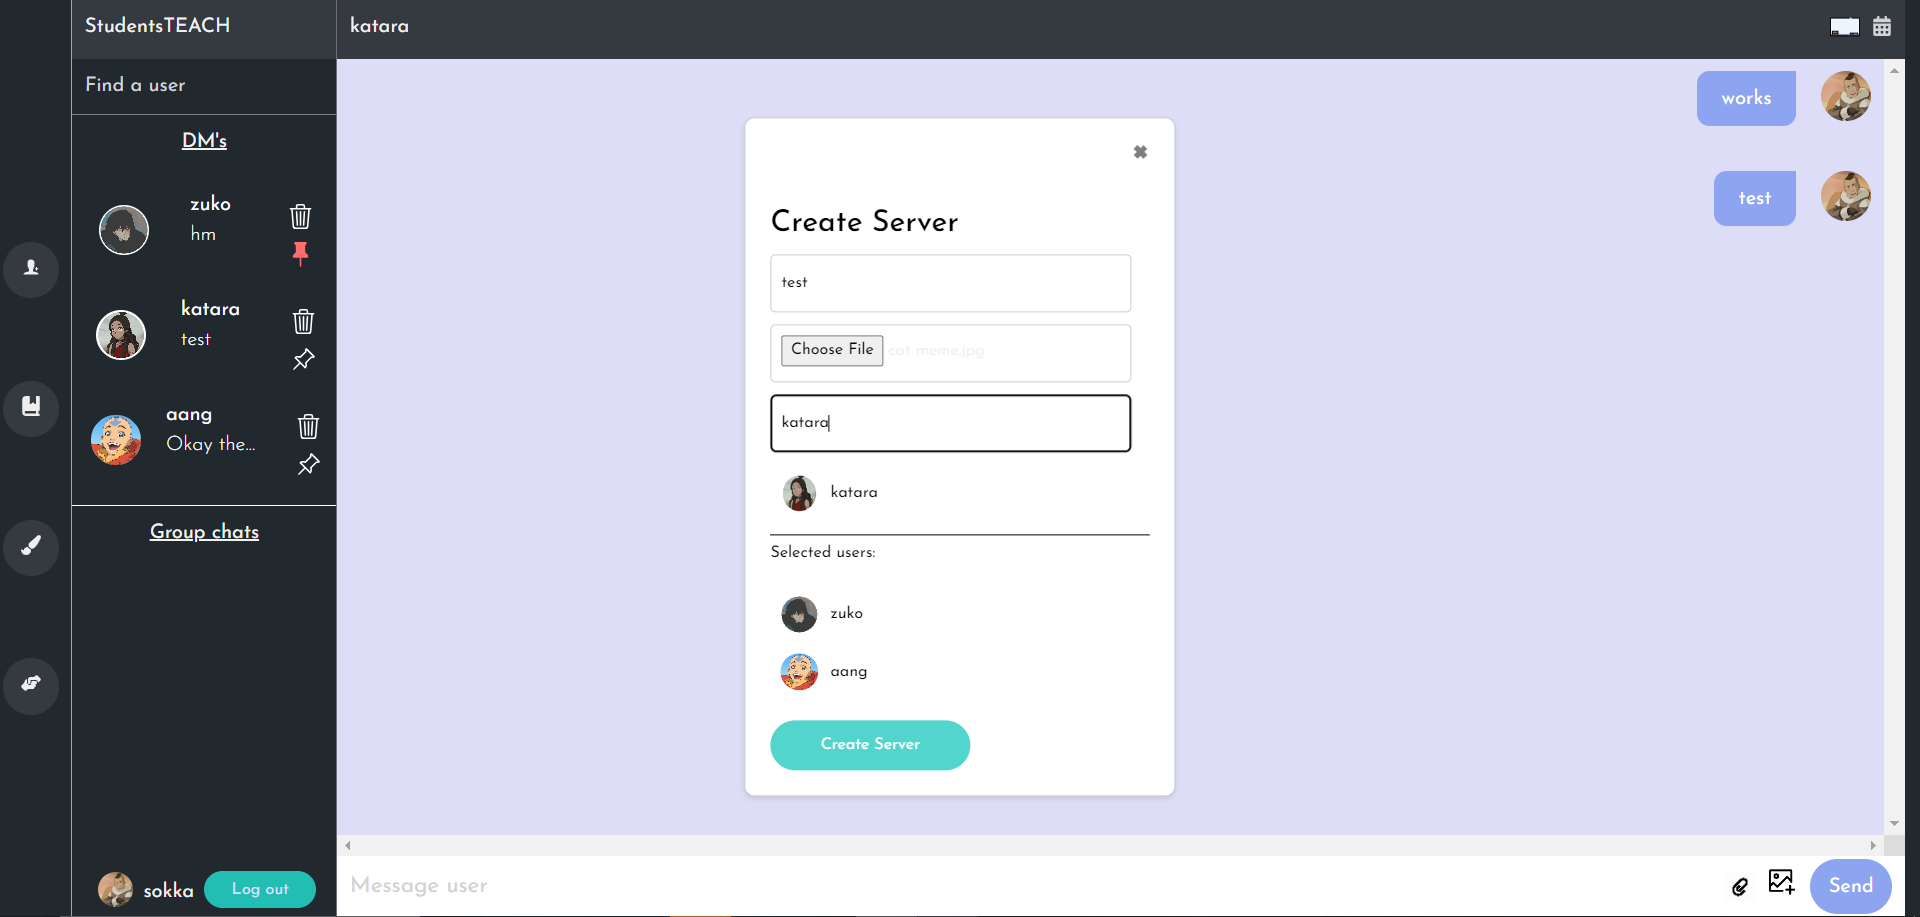 StudentsTEACH
katara
Find a user
DM's
zuko
hm
katara
test
aang
Okay the...
Group chats
sokka
Log out
works
test
Create Server
test
Choose File cat meme.jpg
katara
katara
Selected users:
zuko
aang
Create Server
Message user
Send